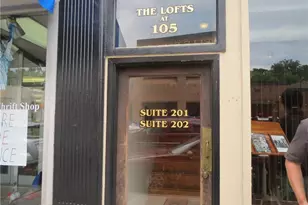 THE LOFTS
AT
105
SUITE 201
SUITE 202
Thrift Shop